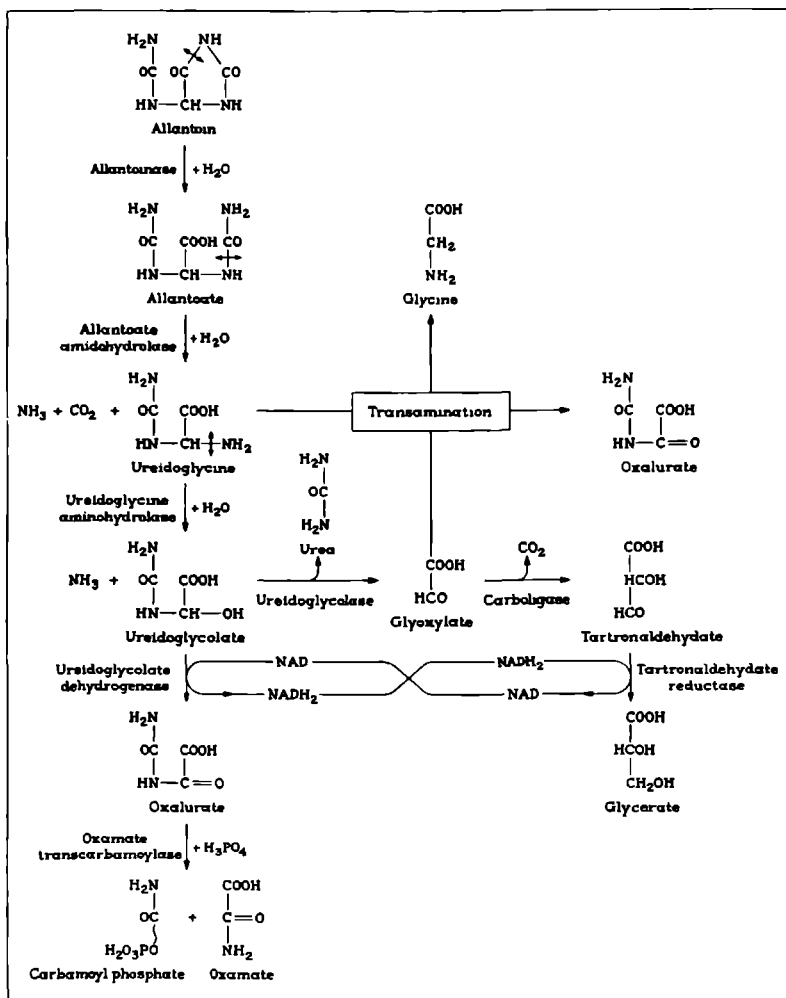 H₂N NH
OC OC CO
HN—CH—NH
Allantoin
Allantoinase + H₂O
H₂N NH₂
OC COOH CO
HN—CH—NH
Allantoate
Allantoate
amidohydrolase + H₂O
COOH
CH₂
NH₂
Glycine
H₂N
NH₃ + CO₂ + OC COOH
HN—CH—NH₂
Ureidoglycine
Transamination
H₂N
OC COOH
HN—C=O
Oxalurate
Ureidoglycine
aminohydrolase + H₂O
H₂N
OC
H₂N
Urea
H₂N
NH₃ + OC COOH
HN—CH—OH
Ureidoglycolate
Ureidoglycolase
COOH
HCO
Glyoxylate
CO₂
Carboligase
COOH
HCOH
HCO
Tartronaldehydate
Ureidoglycolate
dehydrogenase
NAD NADH₂
NADH₂ NAD
Tartronaldehydate
reductase
H₂N
OC COOH
HN—C=O
Oxalurate
COOH
HCOH
CH₂OH
Glycerate
Oxamate
transcarbamoylase + H₃PO₄
H₂N COOH
OC + C=O
H₂O₃PO NH₂
Carbamoyl phosphate Oxamate